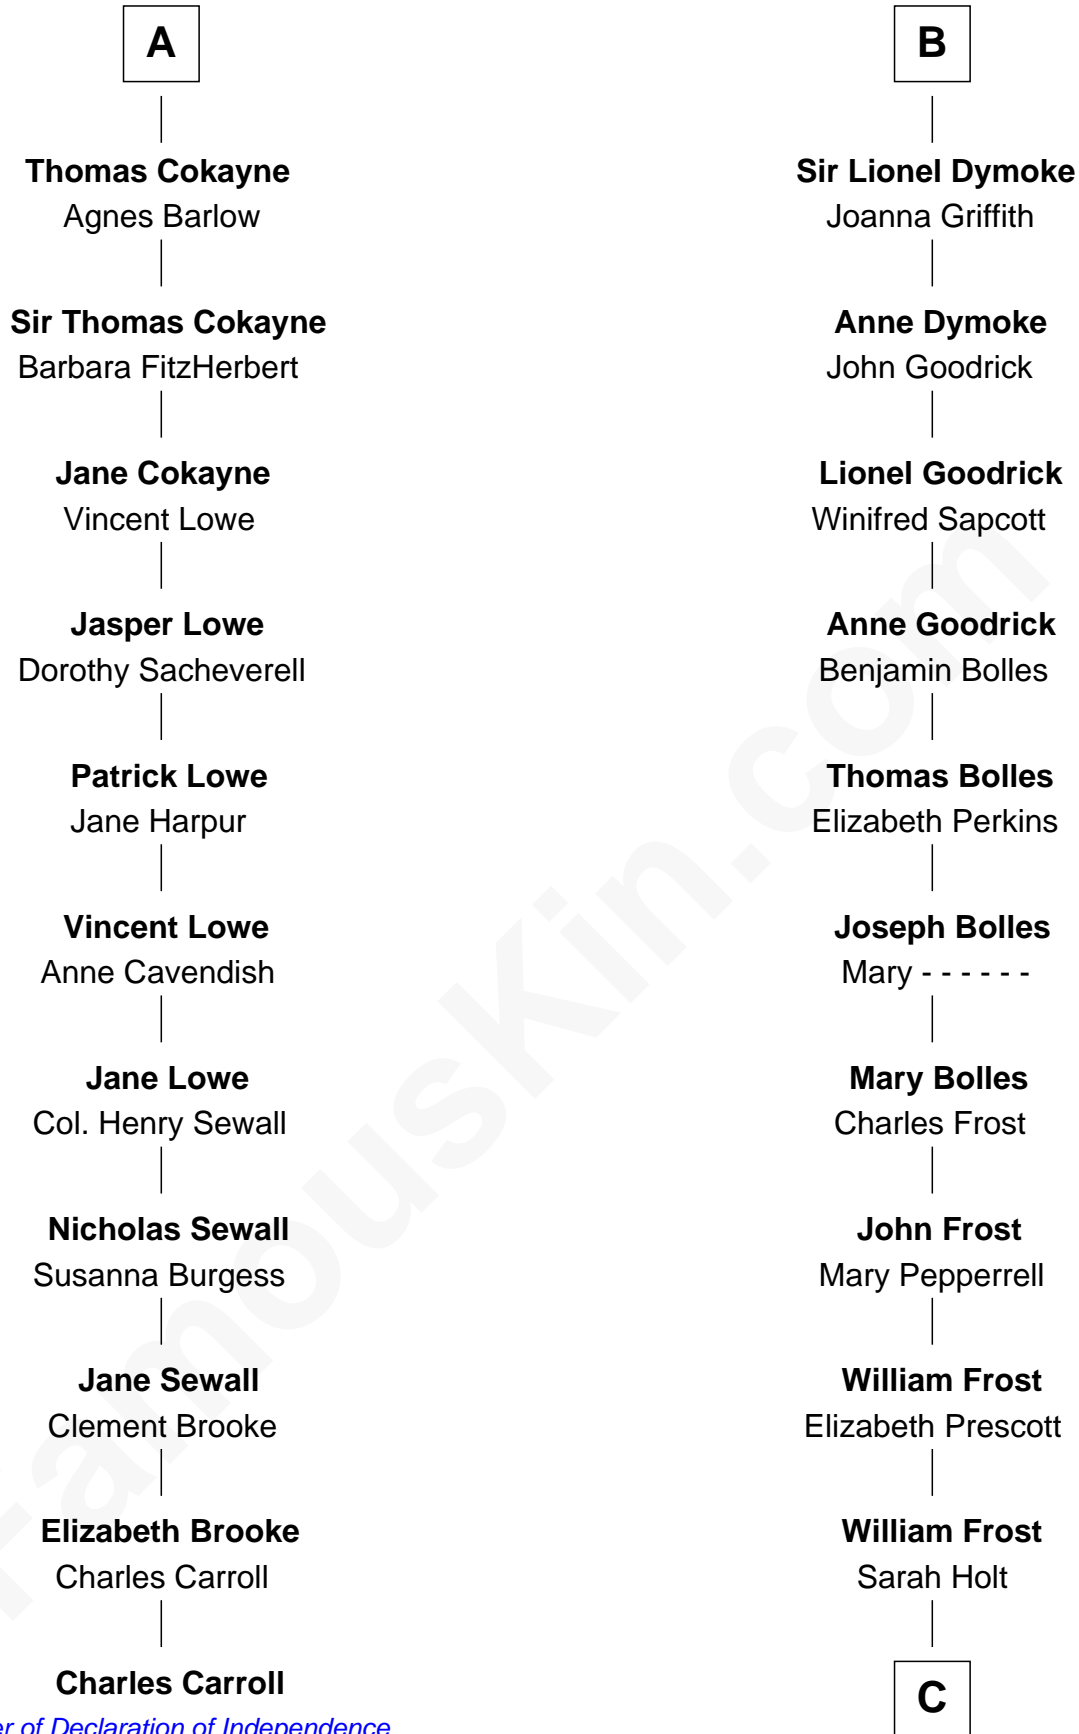 A
Thomas Cokayne
Agnes Barlow
Sir Thomas Cokayne
Barbara FitzHerbert
Jane Cokayne
Vincent Lowe
Jasper Lowe
Dorothy Sacheverell
Patrick Lowe
Jane Harpur
Vincent Lowe
Anne Cavendish
Jane Lowe
Col. Henry Sewall
Nicholas Sewall
Susanna Burgess
Jane Sewall
Clement Brooke
Elizabeth Brooke
Charles Carroll
Charles Carroll
of Declaration of Independence
B
Sir Lionel Dymoke
Joanna Griffith
Anne Dymoke
John Goodrick
Lionel Goodrick
Winifred Sapcott
Anne Goodrick
Benjamin Bolles
Thomas Bolles
Elizabeth Perkins
Joseph Bolles
Mary - - - - - -
Mary Bolles
Charles Frost
John Frost
Mary Pepperrell
William Frost
Elizabeth Prescott
William Frost
Sarah Holt
C
FamousKin.com